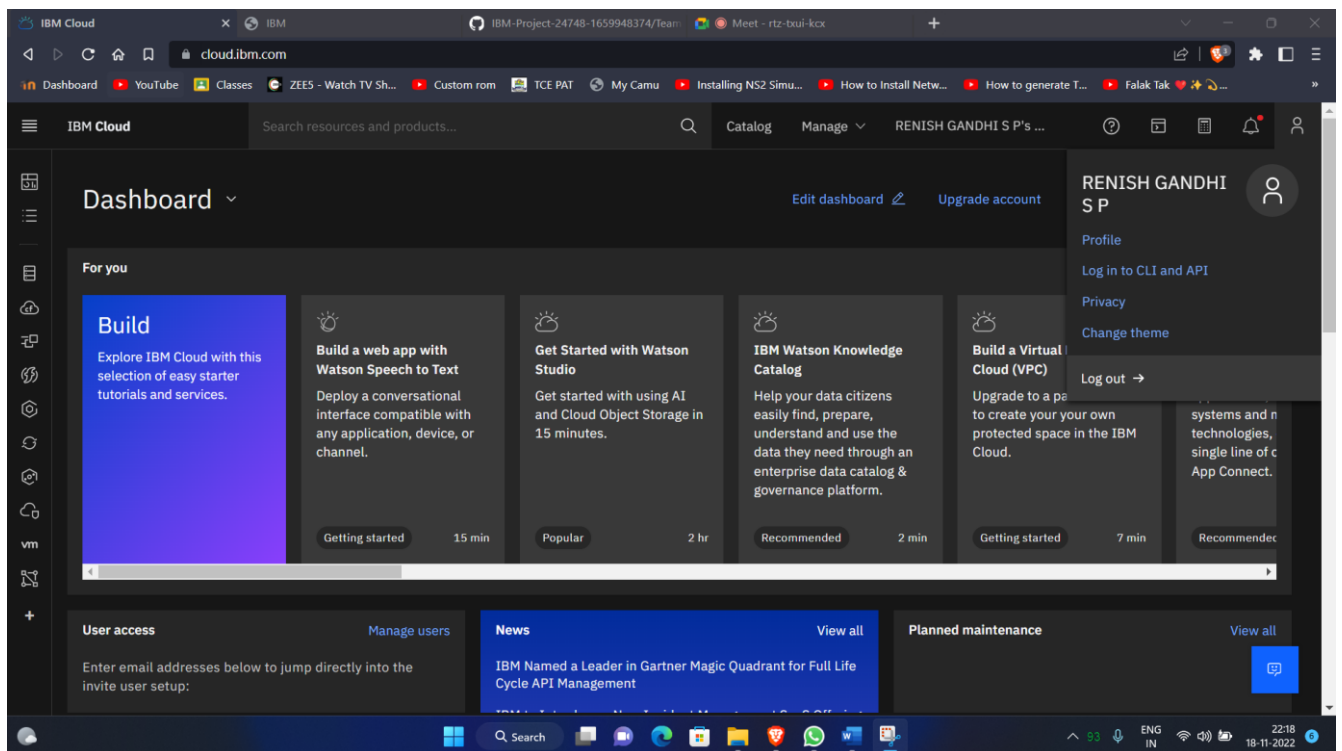 IBM Cloud
IBM
IBM-Project-24748-1659948374/Team
Meet - rtz-txui-kcx
cloud.ibm.com
Dashboard
YouTube
Classes
ZEE5 - Watch TV Sh...
Custom rom
TCE PAT
My Camu
Installing NS2 Simu...
How to Install Netw...
How to generate T...
Falak Tak
IBM Cloud
Search resources and products...
Catalog
Manage
RENISH GANDHI S P's ...
RENISH GANDHI
S P
Profile
Log in to CLI and API
Privacy
Change theme
Log out →
Dashboard
Edit dashboard
Upgrade account
For you
Build
Explore IBM Cloud with this
selection of easy starter
tutorials and services.
Build a web app with
Watson Speech to Text
Deploy a conversational
interface compatible with
any application, device, or
channel.
Getting started 15 min
Get Started with Watson
Studio
Get started with using AI
and Cloud Object Storage in
15 minutes.
Popular 2 hr
IBM Watson Knowledge
Catalog
Help your data citizens
easily find, prepare,
understand and use the
data they need through an
enterprise data catalog &
governance platform.
Recommended 2 min
Build a Virtual
Cloud (VPC)
Upgrade to a pa
to create your your own
protected space in the IBM
Cloud.
Getting started 7 min
systems and
technologies,
single line of c
App Connect.
Recommended
vm
User access
Manage users
Enter email addresses below to jump directly into the
invite user setup:
News
View all
IBM Named a Leader in Gartner Magic Quadrant for Full Life
Cycle API Management
Planned maintenance
View all
Search
93
ENG
IN
22:18
18-11-2022
6